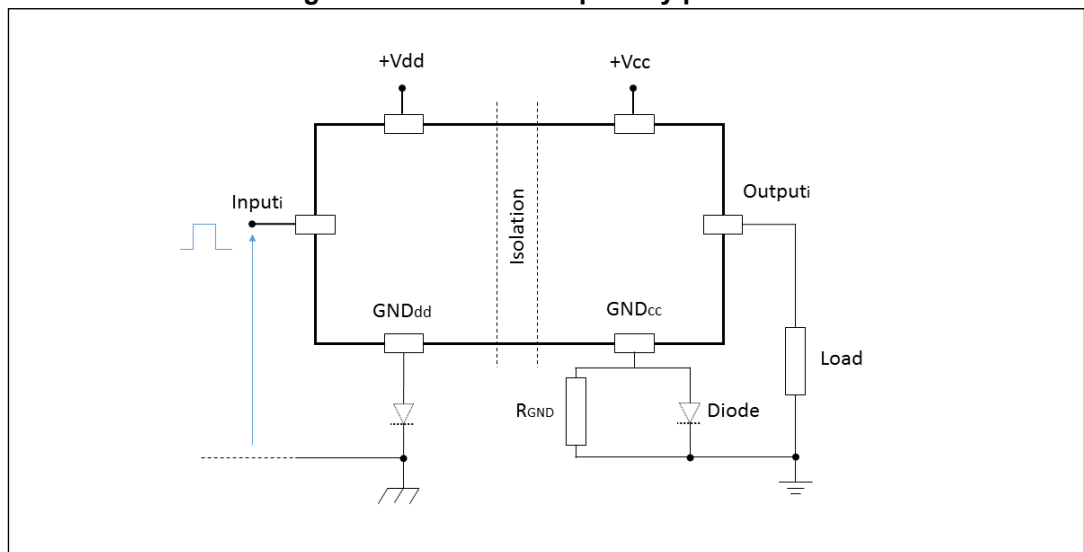 +Vdd
+Vcc
Inputi
Isolation
Outputi
GNDdd
GNDcc
Load
RGND
Diode